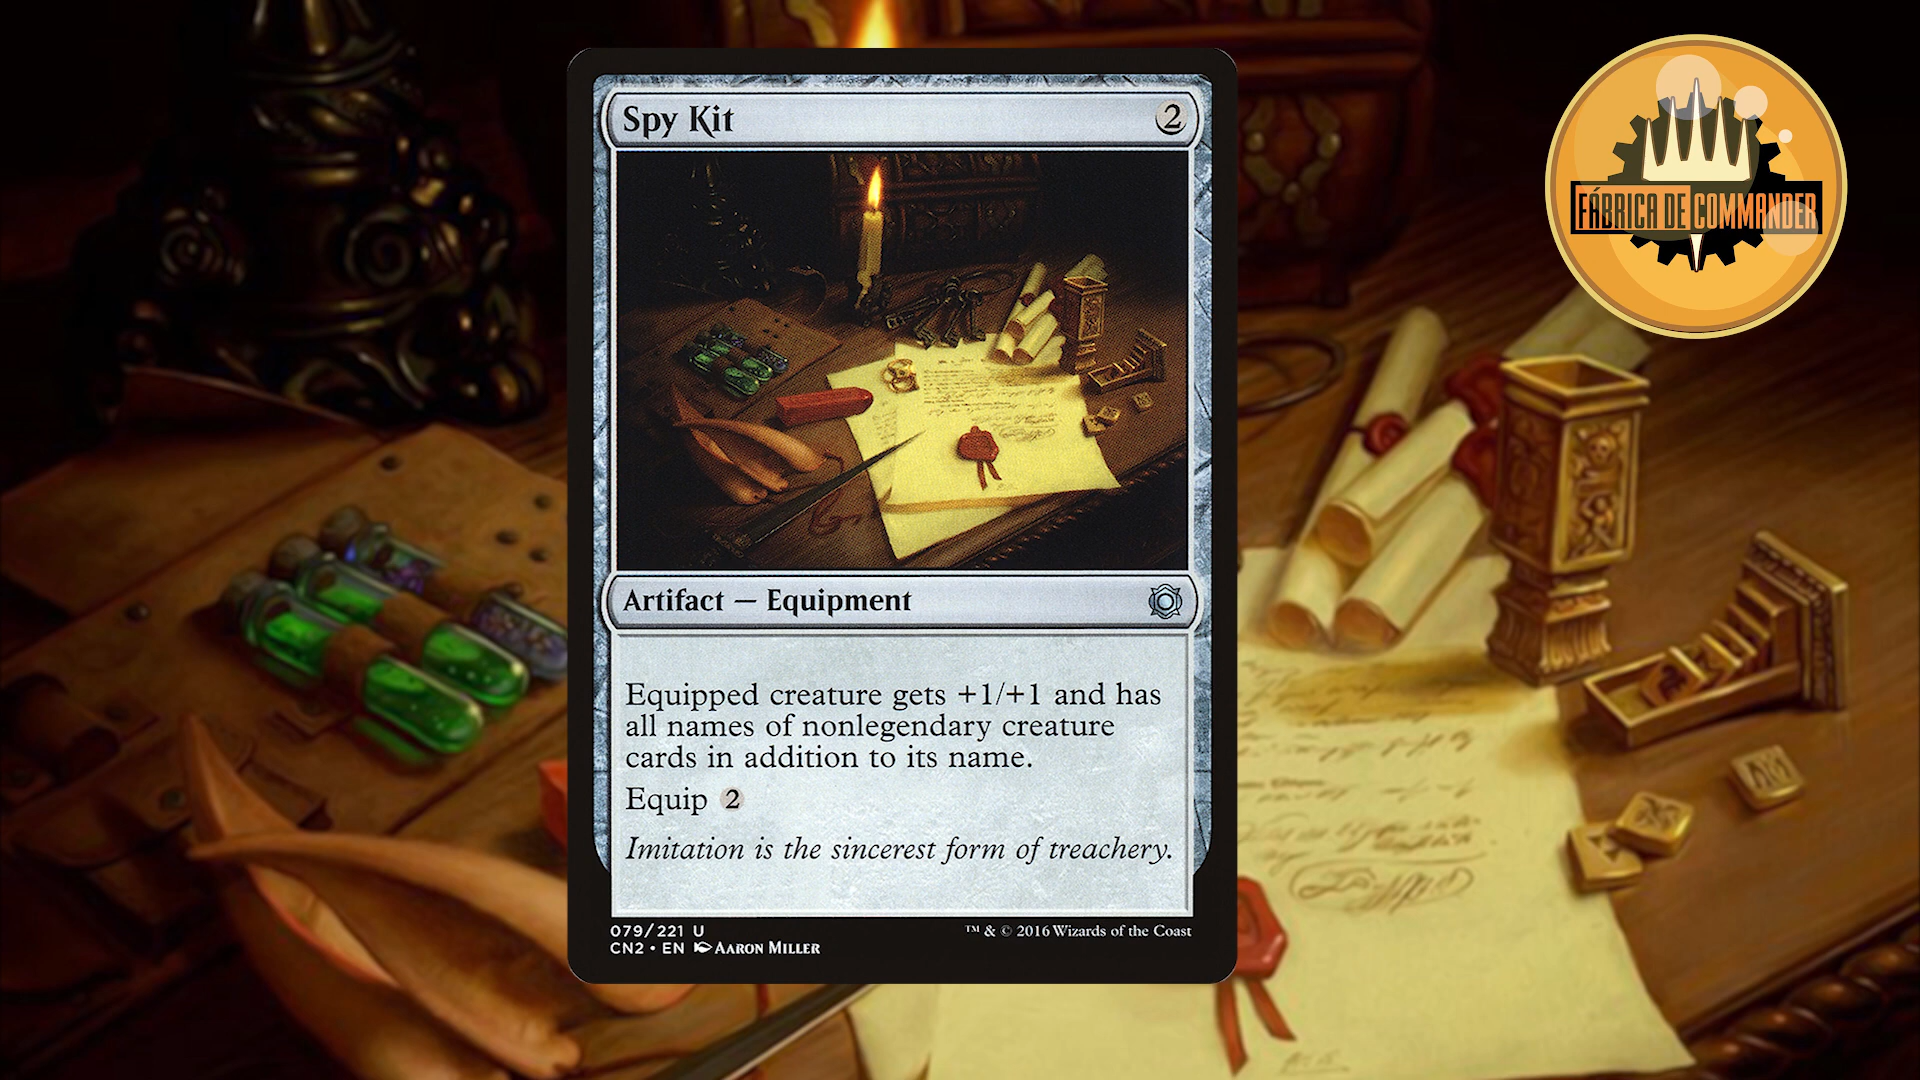 Spy Kit
2
FÁBRICA DE COMMANDER
Artifact — Equipment
Equipped creature gets +1/+1 and has
all names of nonlegendary creature
cards in addition to its name.
Equip 2
Imitation is the sincerest form of treachery.
079/221 U
™ & © 2016 Wizards of the Coast
CN2 • EN AARON MILLER